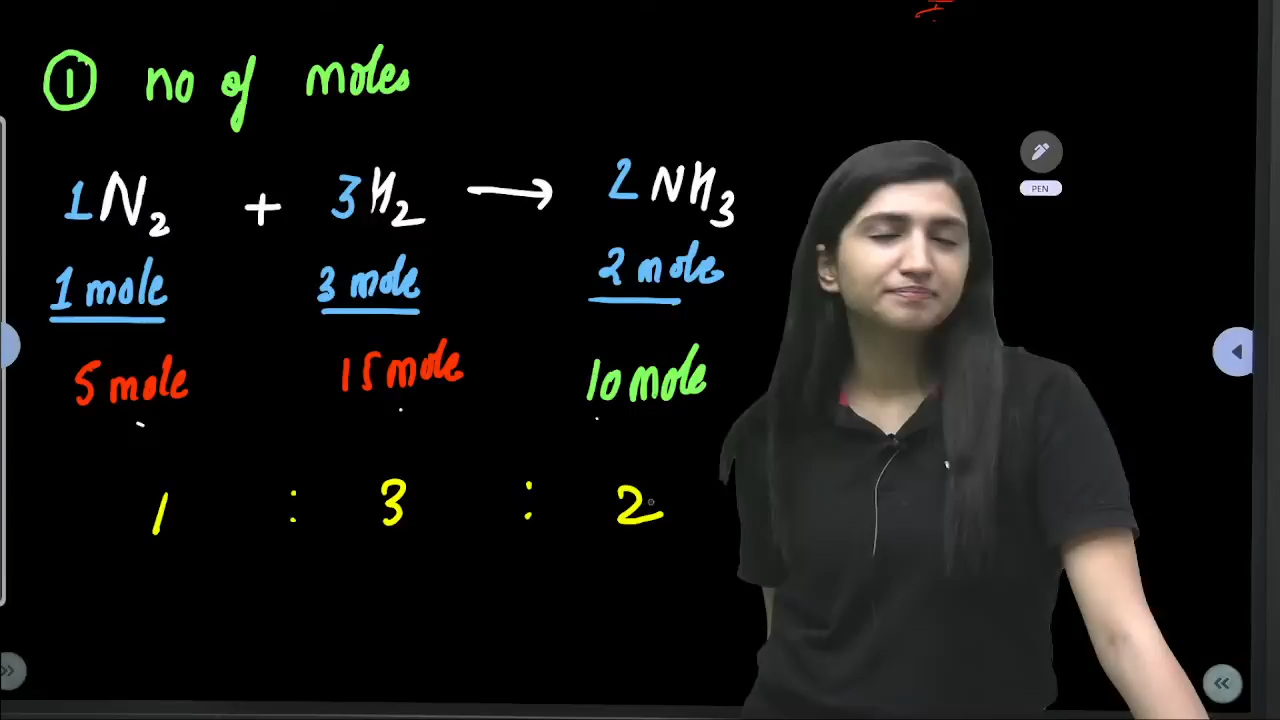 ① no of moles
1N₂ + 3H₂ → 2NH₃
1 mole 3 mole 2 mole
5 mole 15 mole 10 mole
1 : 3 : 2
PEN